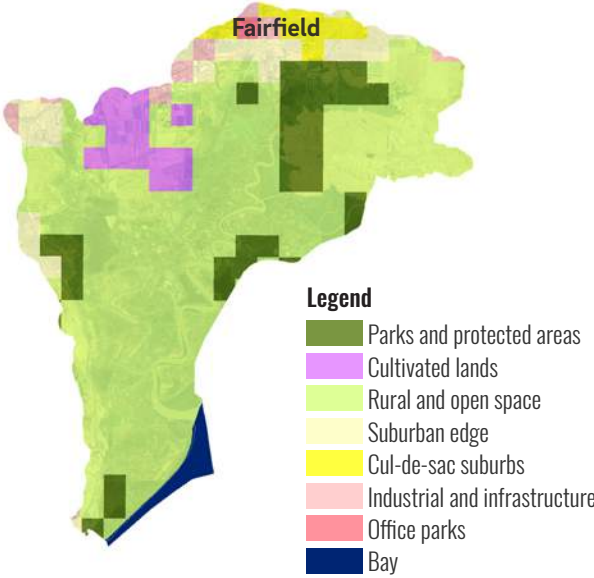 Fairfield
Legend
Parks and protected areas
Cultivated lands
Rural and open space
Suburban edge
Cul-de-sac suburbs
Industrial and infrastructure
Office parks
Bay